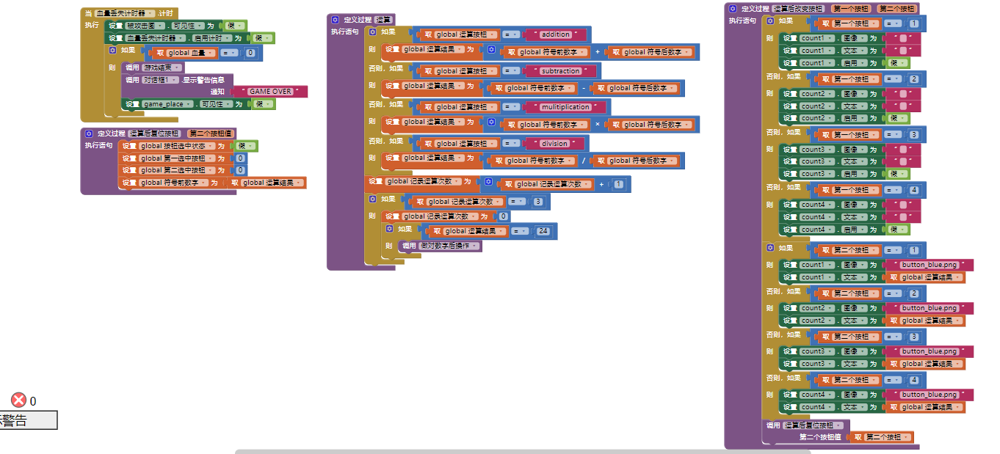 当 血量丢失计时器 .计时
执行 设置 被攻击图 . 可见性 为 假
设置 血量丢失计时器 . 启用计时 为 假
如果 取 global 血量 = 0
则 调用 游戏结束
调用 对话框1 .显示警告信息
通知 " GAME OVER "
设置 game_place . 可见性 为 假
定义过程 运算后复位按钮 第二个按钮值
执行语句 设置 global 按钮选中状态 为 假
设置 global 第一选中按钮 为 0
设置 global 第二选中按钮 为 0
设置 global 符号前数字 为 取 global 运算结果
0
示警告
定义过程 运算
执行语句 如果 取 global 运算按钮 = " addition "
则 设置 global 运算结果 为 取 global 符号前数字 + 取 global 符号后数字
否则，如果 取 global 运算按钮 = " subtraction "
则 设置 global 运算结果 为 取 global 符号前数字 - 取 global 符号后数字
否则，如果 取 global 运算按钮 = " mulitiplication "
则 设置 global 运算结果 为 取 global 符号前数字 × 取 global 符号后数字
否则，如果 取 global 运算按钮 = " division "
则 设置 global 运算结果 为 取 global 符号前数字 / 取 global 符号后数字
设置 global 记录运算次数 为 取 global 记录运算次数 + 1
如果 取 global 记录运算次数 = 3
则 设置 global 记录运算次数 为 0
如果 取 global 运算结果 = 24
则 调用 做对数字后操作
定义过程 运算后改变按钮 第一个按钮 第二个按钮
执行语句 如果 取 第一个按钮 = 1
则 设置 count1 . 图像 为 " "
设置 count1 . 文本 为 " "
设置 count1 . 启用 为 假
否则，如果 取 第一个按钮 = 2
则 设置 count2 . 图像 为 " "
设置 count2 . 文本 为 " "
设置 count2 . 启用 为 假
否则，如果 取 第一个按钮 = 3
则 设置 count3 . 图像 为 " "
设置 count3 . 文本 为 " "
设置 count3 . 启用 为 假
否则，如果 取 第一个按钮 = 4
则 设置 count4 . 图像 为 " "
设置 count4 . 文本 为 " "
设置 count4 . 启用 为 假
如果 取 第二个按钮 = 1
则 设置 count1 . 图像 为 " button_blue.png "
设置 count1 . 文本 为 取 global 运算结果
否则，如果 取 第二个按钮 = 2
则 设置 count2 . 图像 为 " button_blue.png "
设置 count2 . 文本 为 取 global 运算结果
否则，如果 取 第二个按钮 = 3
则 设置 count3 . 图像 为 " button_blue.png "
设置 count3 . 文本 为 取 global 运算结果
否则，如果 取 第二个按钮 = 4
则 设置 count4 . 图像 为 " button_blue.png "
设置 count4 . 文本 为 取 global 运算结果
调用 运算后复位按钮
第二个按钮值 取 第二个按钮